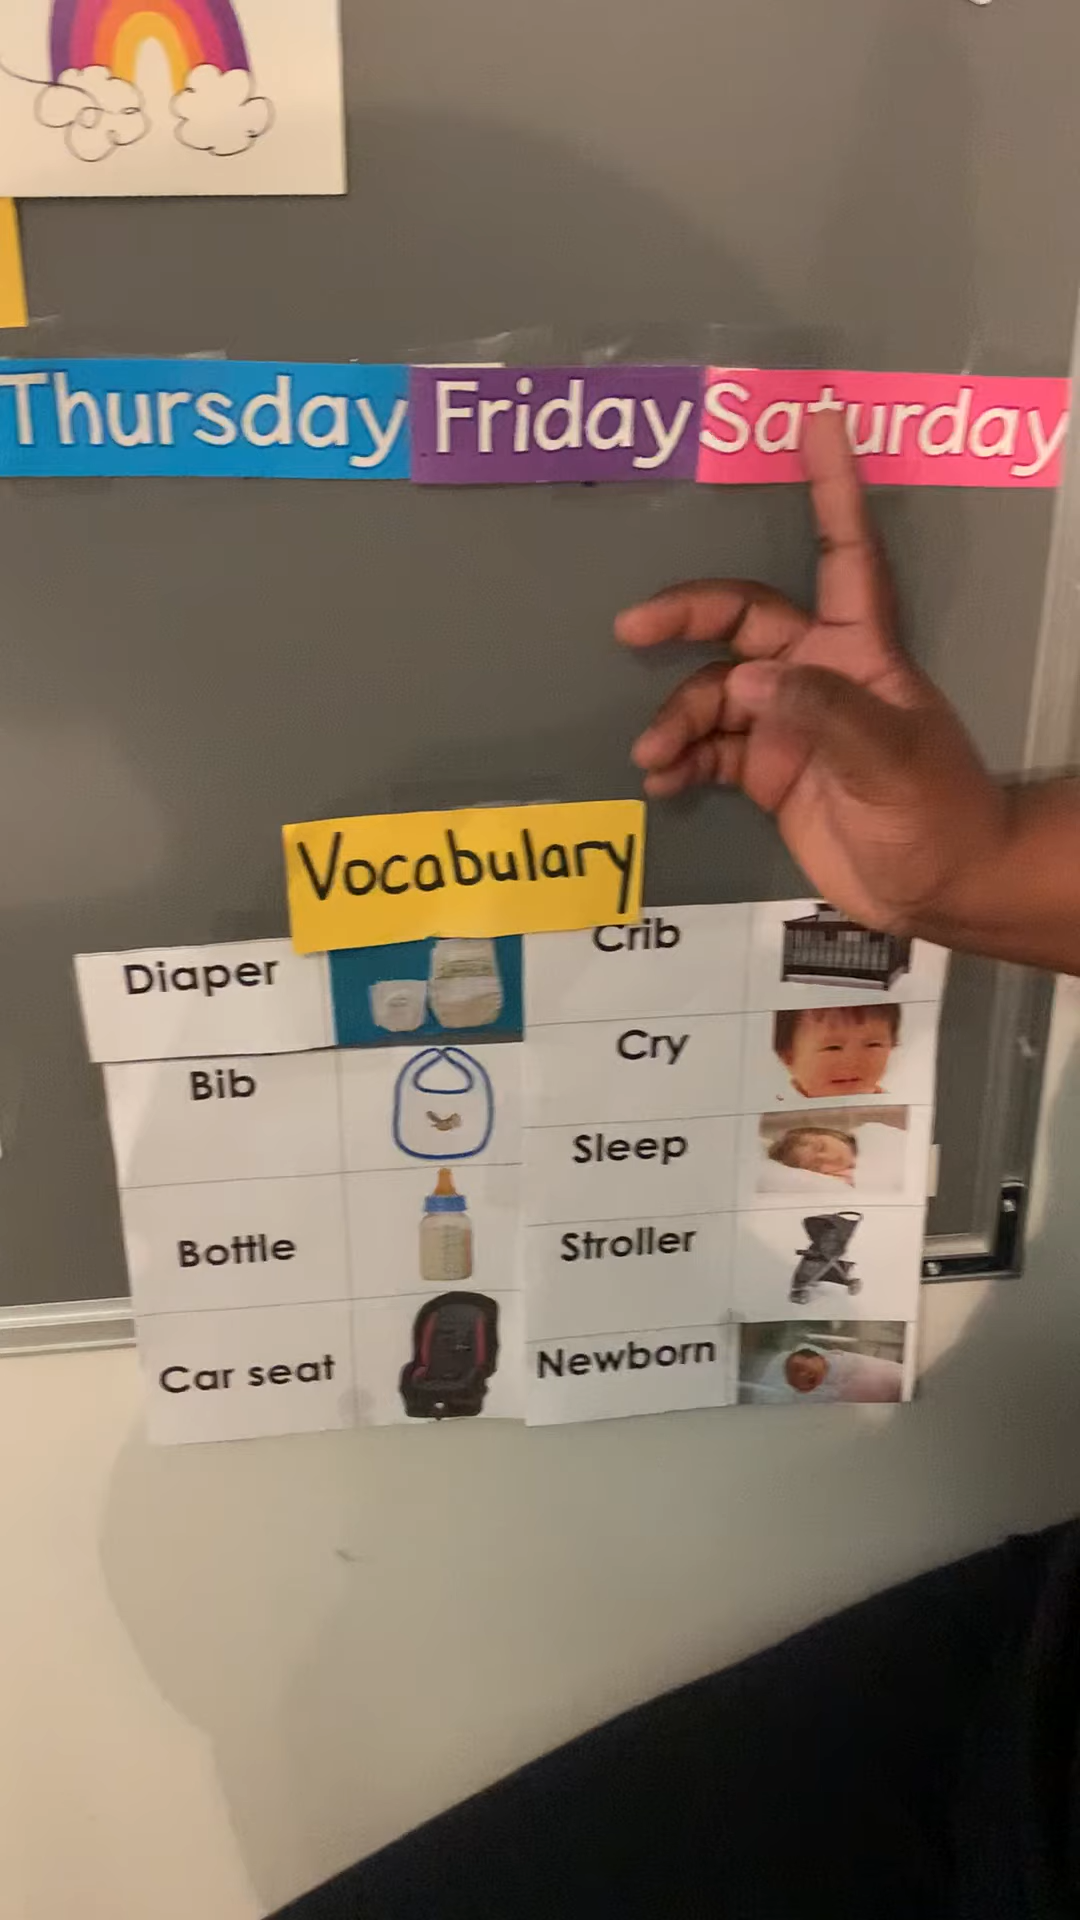 Thursday Friday Saturday
Vocabulary
Diaper
Bib
Bottle
Car seat
Crib
Cry
Sleep
Stroller
Newborn